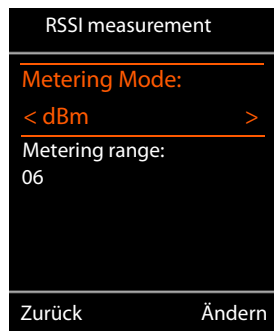 RSSI measurement
Metering Mode:
< dBm >
Metering range:
06
Zurück Ändern